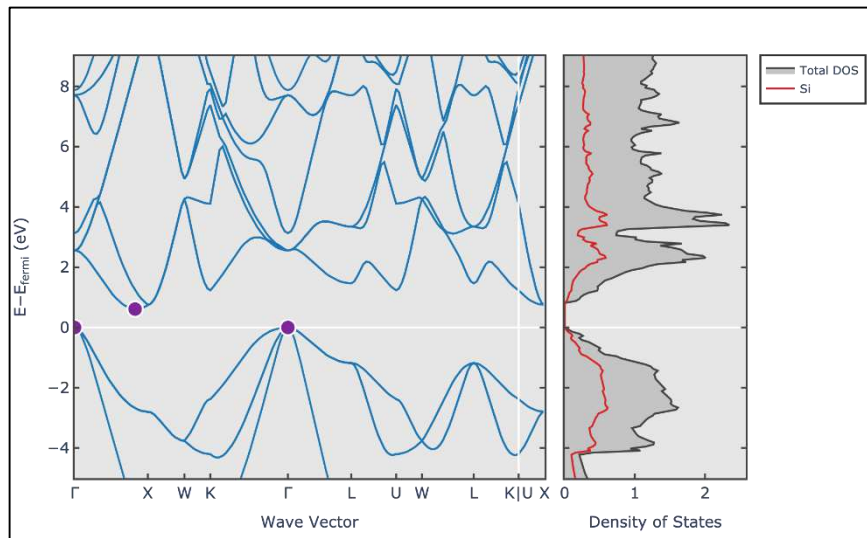 Total DOS
Si
8
6
4
2
0
−2
−4
E−Efermi (eV)
Γ X W K Γ L U W L K|U X
Wave Vector
0 1 2
Density of States